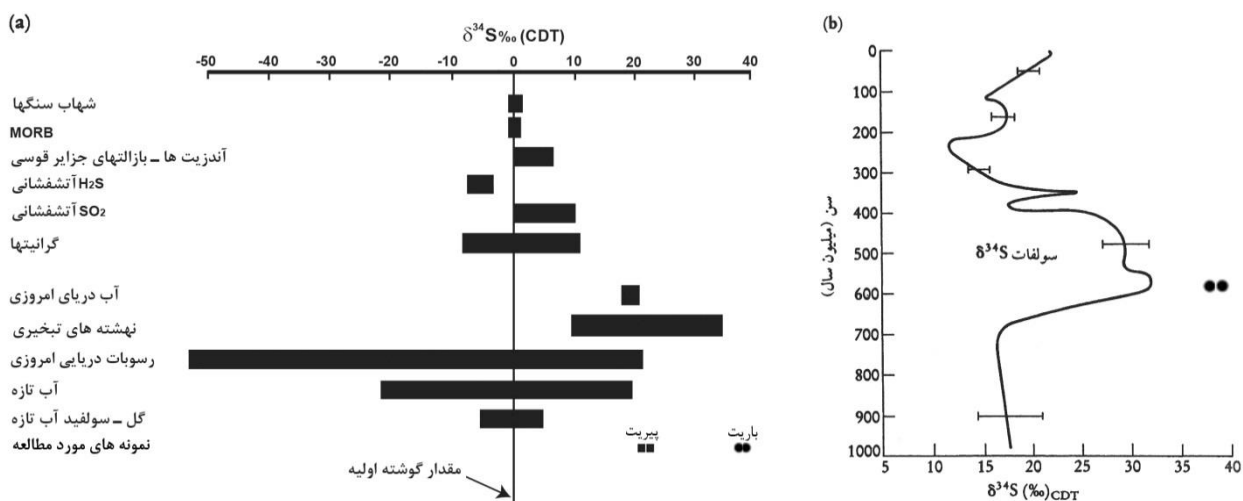 (a)
δ³⁴S‰ (CDT)
-50 -40 -30 -20 -10 0 10 20 30 40
شهاب سنگها
MORB
آندزیت ها ـ بازالتهای جزایر قوسی
H₂S آتشفشانی
SO₂ آتشفشانی
گرانیتها
آب دریای امروزی
نهشته های تبخیری
رسوبات دریایی امروزی
آب تازه
گل ـ سولفید آب تازه
نمونه های مورد مطالعه
پیریت
باریت
مقدار گوشته اولیه
(b)
سن (میلیون سال)
0
100
200
300
400
500
600
700
800
900
1000
سولفات δ³⁴S
5 10 15 20 25 30 35 40
δ³⁴S (‰)CDT